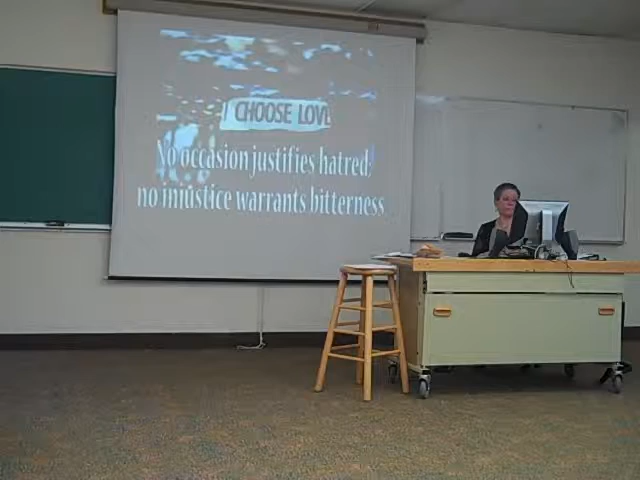 I CHOOSE LOVE
No occasion justifies hatred;
no injustice warrants bitterness